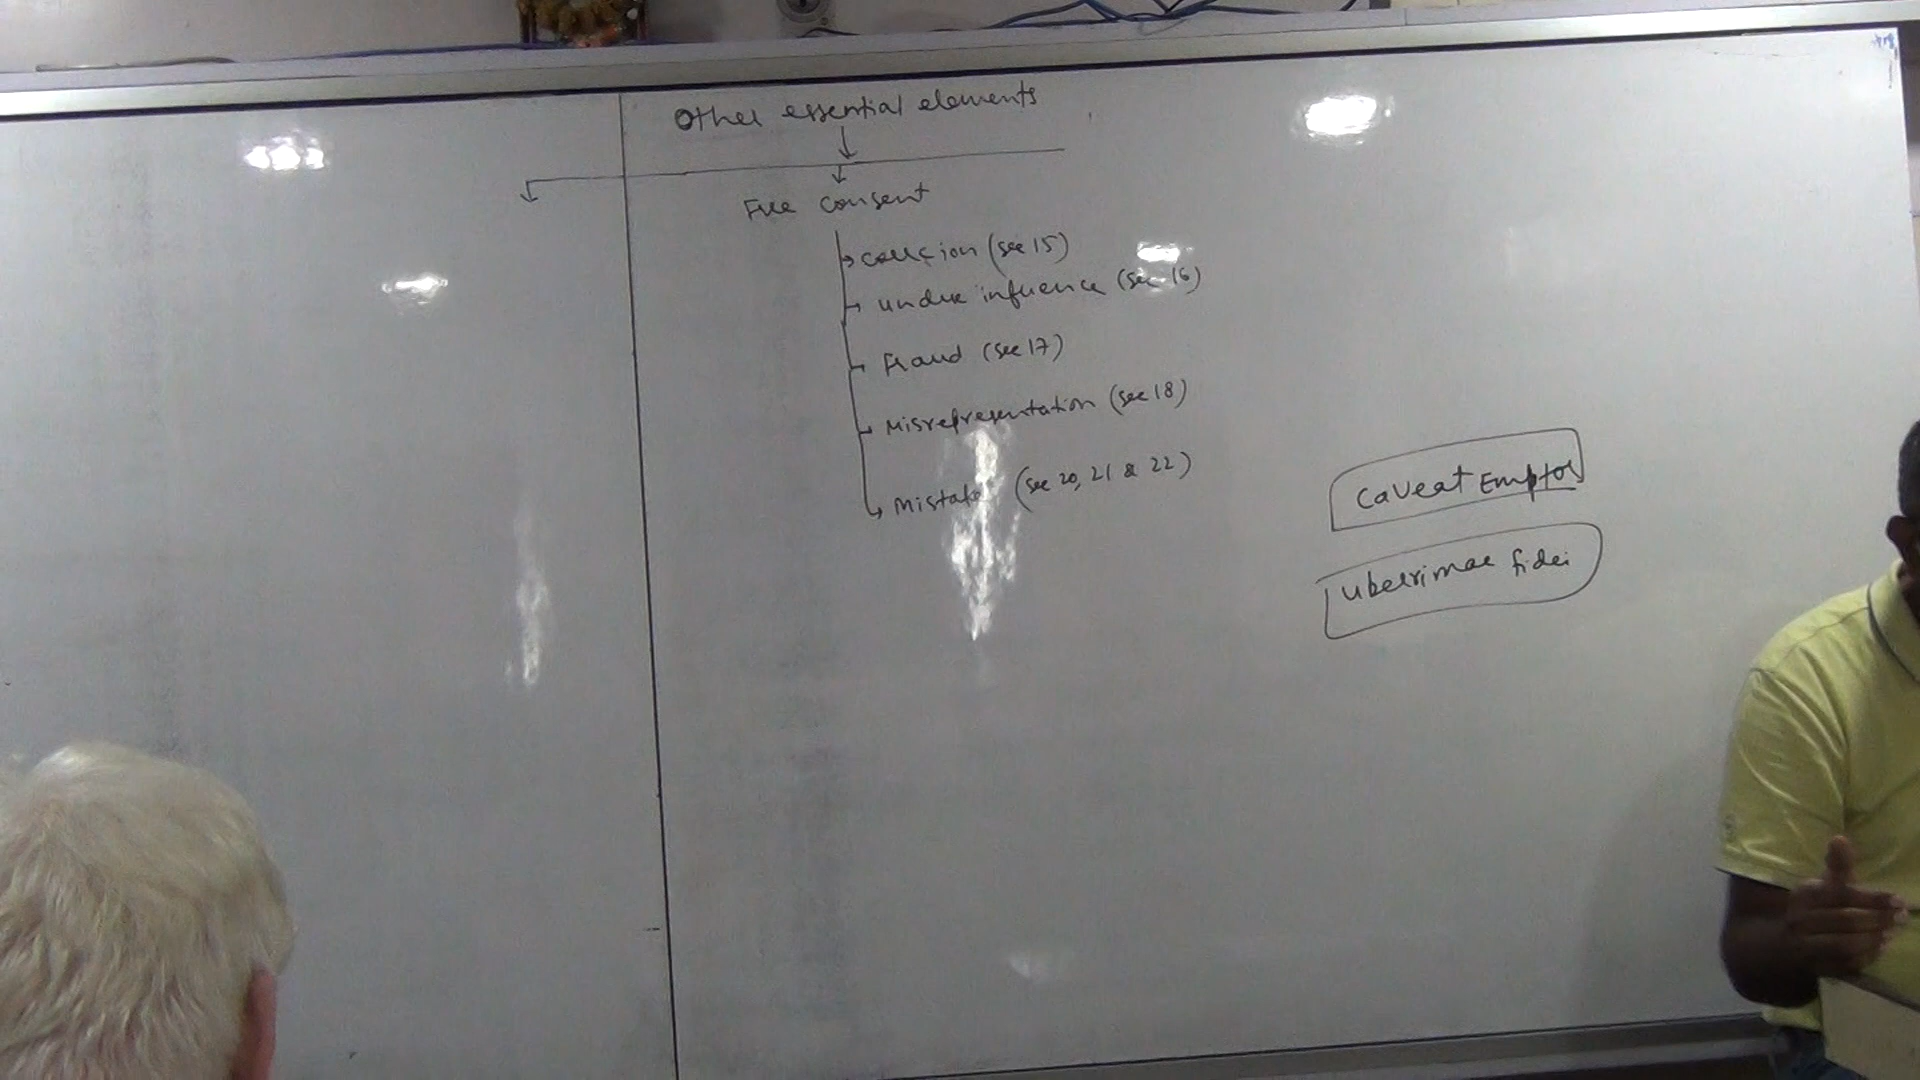 Other essential elements
Free consent
coercion (sec 15)
undue influence (sec 16)
Fraud (sec 17)
Misrepresentation (sec 18)
Mistake (sec 20, 21 & 22)
Caveat Emptor
uberrimae fidei